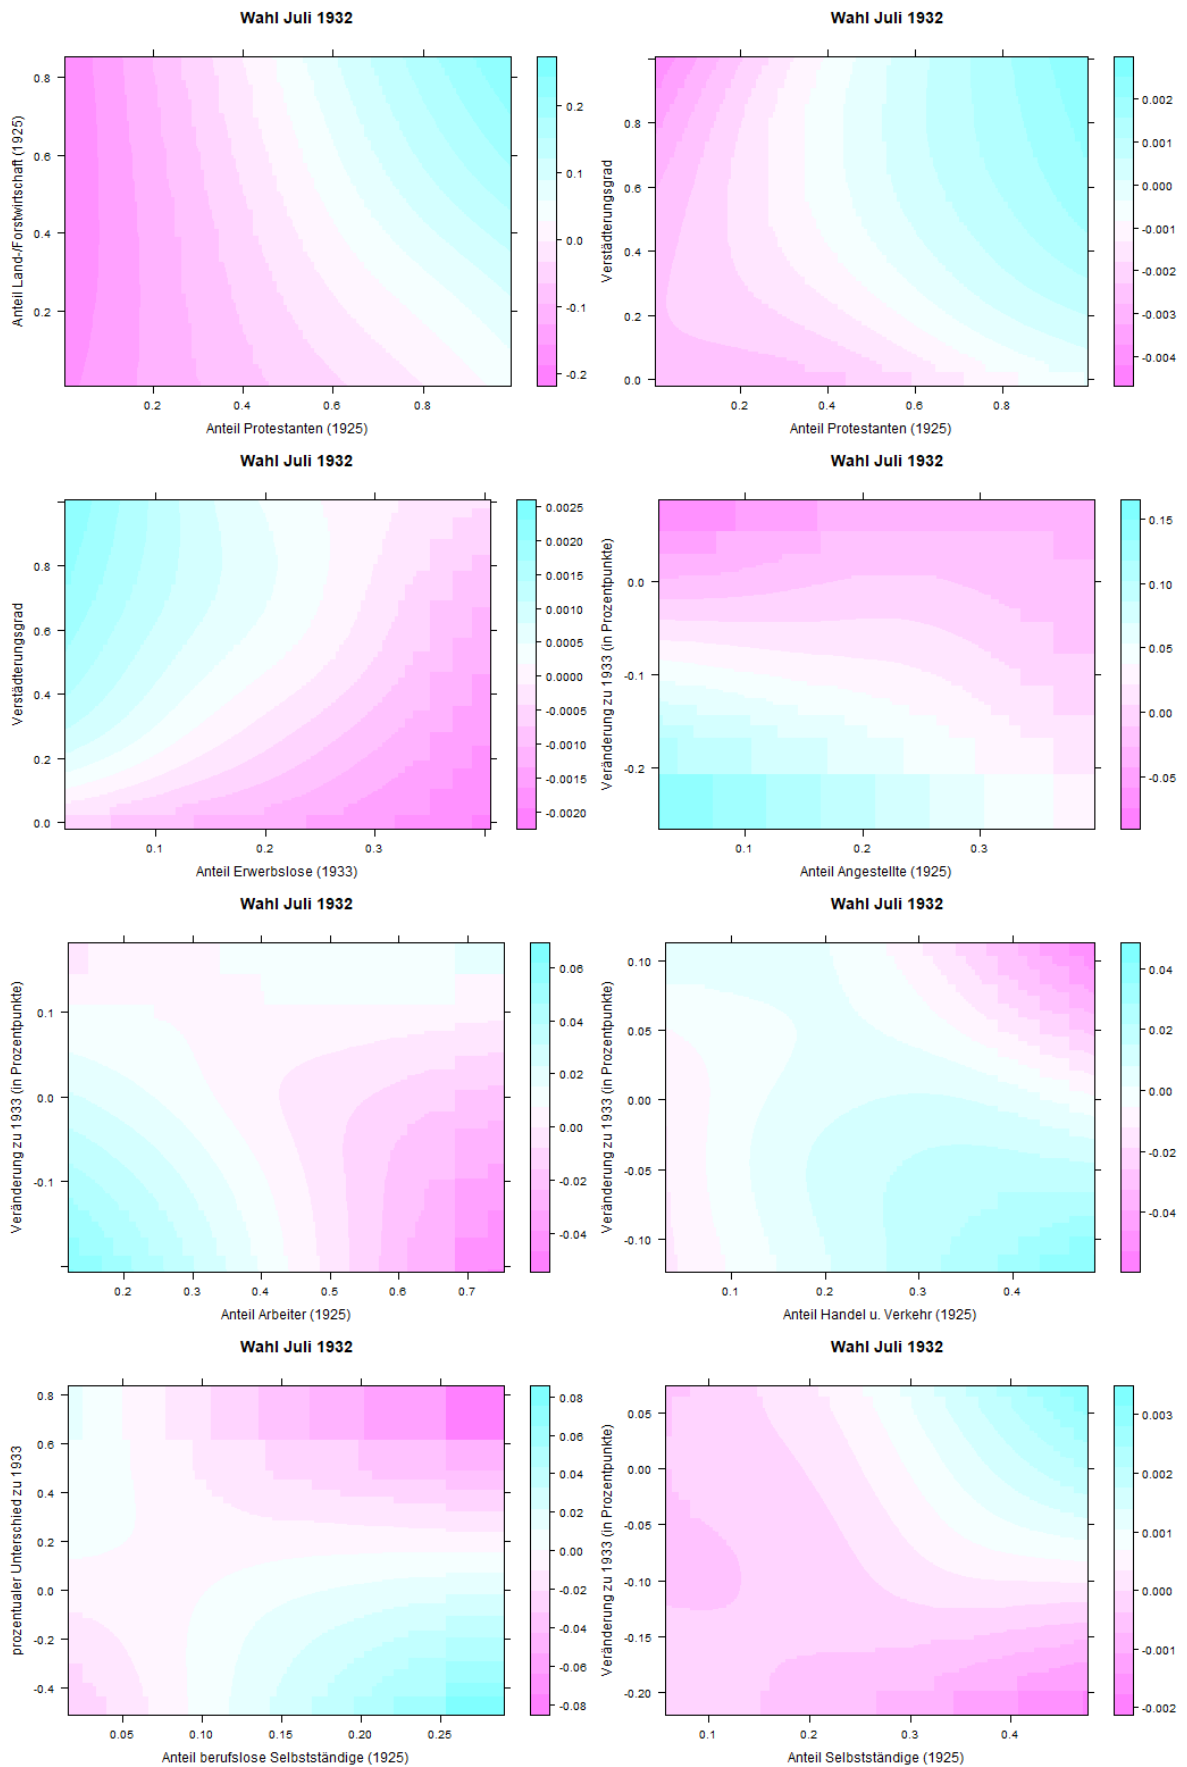 Wahl Juli 1932
Anteil Land-/Forstwirtschaft (1925)
0.8
0.6
0.4
0.2
0.2 0.4 0.6 0.8
Anteil Protestanten (1925)
0.2
0.1
0.0
-0.1
-0.2
Wahl Juli 1932
Verstädterungsgrad
0.8
0.6
0.4
0.2
0.0
0.2 0.4 0.6 0.8
Anteil Protestanten (1925)
0.002
0.001
0.000
-0.001
-0.002
-0.003
-0.004
Wahl Juli 1932
Verstädterungsgrad
0.8
0.6
0.4
0.2
0.0
0.1 0.2 0.3
Anteil Erwerbslose (1933)
0.0025
0.0020
0.0015
0.0010
0.0005
0.0000
-0.0005
-0.0010
-0.0015
-0.0020
Wahl Juli 1932
Veränderung zu 1933 (in Prozentpunkte)
0.0
-0.1
-0.2
0.1 0.2 0.3
Anteil Angestellte (1925)
0.15
0.10
0.05
0.00
-0.05
Wahl Juli 1932
Veränderung zu 1933 (in Prozentpunkte)
0.1
0.0
-0.1
0.2 0.3 0.4 0.5 0.6 0.7
Anteil Arbeiter (1925)
0.06
0.04
0.02
0.00
-0.02
-0.04
Wahl Juli 1932
Veränderung zu 1933 (in Prozentpunkte)
0.10
0.05
0.00
-0.05
-0.10
0.1 0.2 0.3 0.4
Anteil Handel u. Verkehr (1925)
0.04
0.02
0.00
-0.02
-0.04
Wahl Juli 1932
prozentualer Unterschied zu 1933
0.8
0.6
0.4
0.2
0.0
-0.2
-0.4
0.05 0.10 0.15 0.20 0.25
Anteil berufslose Selbstständige (1925)
0.08
0.06
0.04
0.02
0.00
-0.02
-0.04
-0.06
-0.08
Wahl Juli 1932
Veränderung zu 1933 (in Prozentpunkte)
0.05
0.00
-0.05
-0.10
-0.15
-0.20
0.1 0.2 0.3 0.4
Anteil Selbstständige (1925)
0.003
0.002
0.001
0.000
-0.001
-0.002